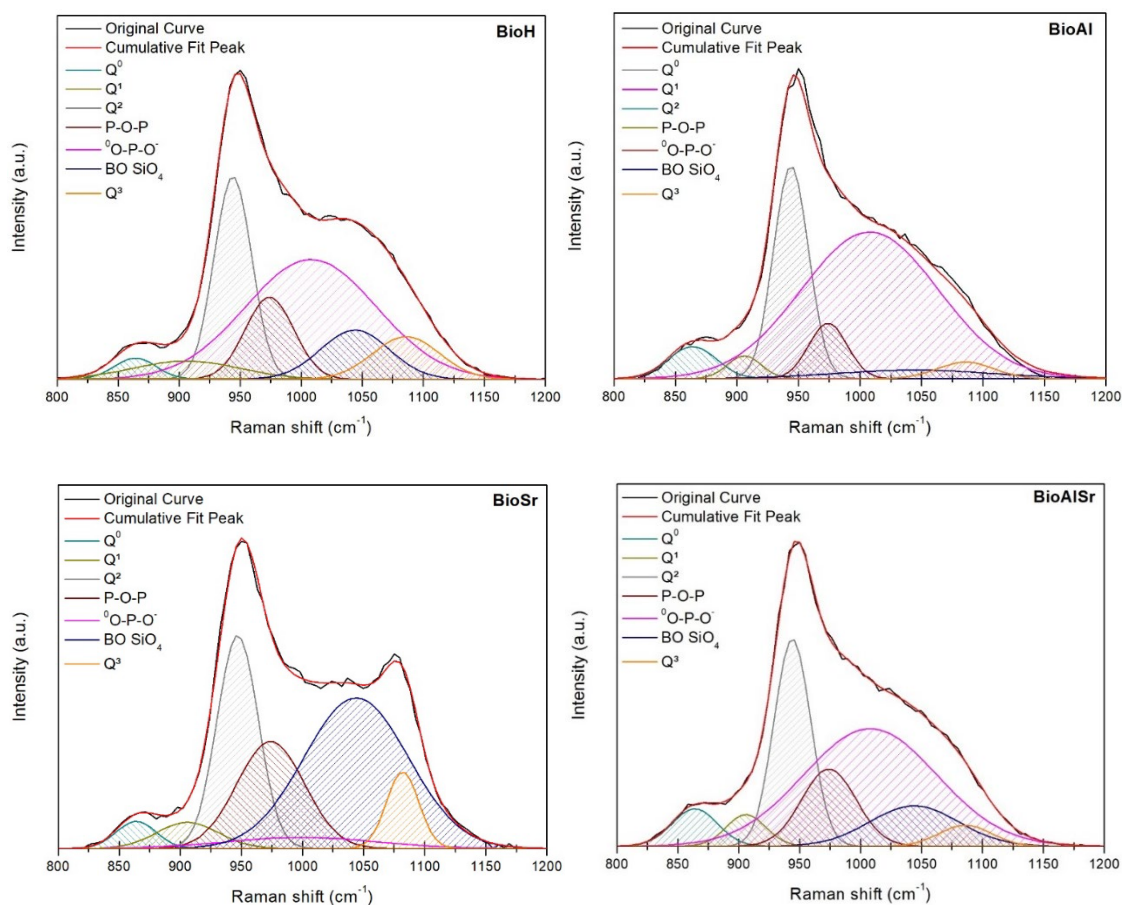 BioH
Original Curve
Cumulative Fit Peak
Q⁰
Q¹
Q²
P-O-P
⁰O-P-O⁻
BO SiO₄
Q³
Intensity (a.u.)
800 850 900 950 1000 1050 1100 1150 1200
Raman shift (cm⁻¹)
BioAl
Original Curve
Cumulative Fit Peak
Q⁰
Q¹
Q²
P-O-P
⁰O-P-O⁻
BO SiO₄
Q³
Intensity (a.u.)
800 850 900 950 1000 1050 1100 1150 1200
Raman shift (cm⁻¹)
BioSr
Original Curve
Cumulative Fit Peak
Q⁰
Q¹
Q²
P-O-P
⁰O-P-O⁻
BO SiO₄
Q³
Intensity (a.u.)
800 850 900 950 1000 1050 1100 1150 1200
Raman shift (cm⁻¹)
BioAlSr
Original Curve
Cumulative Fit Peak
Q⁰
Q¹
Q²
P-O-P
⁰O-P-O⁻
BO SiO₄
Q³
Intensity (a.u.)
800 850 900 950 1000 1050 1100 1150 1200
Raman shift (cm⁻¹)